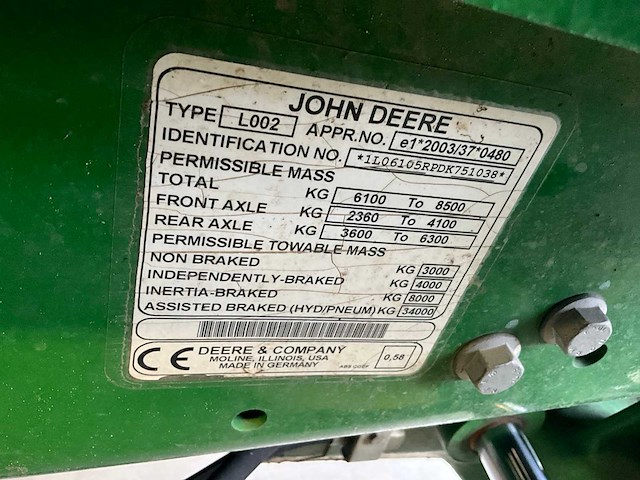 JOHN DEERE
TYPE L002 APPR.NO. e1*2003/37*0480
IDENTIFICATION NO. *1L06105RPDK751038*
PERMISSIBLE MASS
TOTAL KG 6100 To 8500
FRONT AXLE KG 2360 To 4100
REAR AXLE KG 3600 To 6300
PERMISSIBLE TOWABLE MASS
NON BRAKED KG 3000
INDEPENDENTLY-BRAKED KG 4000
INERTIA-BRAKED KG 8000
ASSISTED BRAKED (HYD/PNEUM) KG 34000
CE DEERE & COMPANY
MOLINE, ILLINOIS, USA
MADE IN GERMANY
0,58